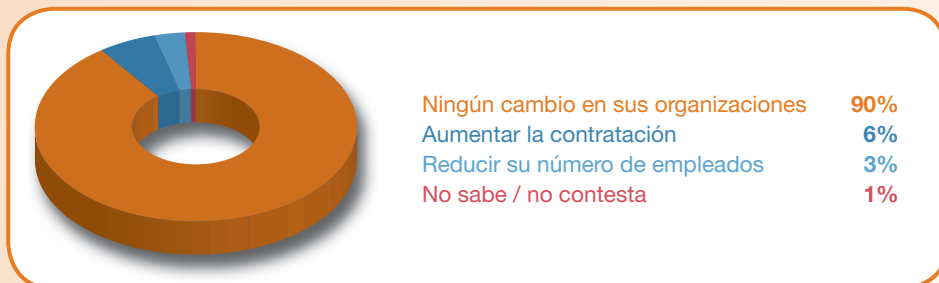 Ningún cambio en sus organizaciones 90%
Aumentar la contratación 6%
Reducir su número de empleados 3%
No sabe / no contesta 1%